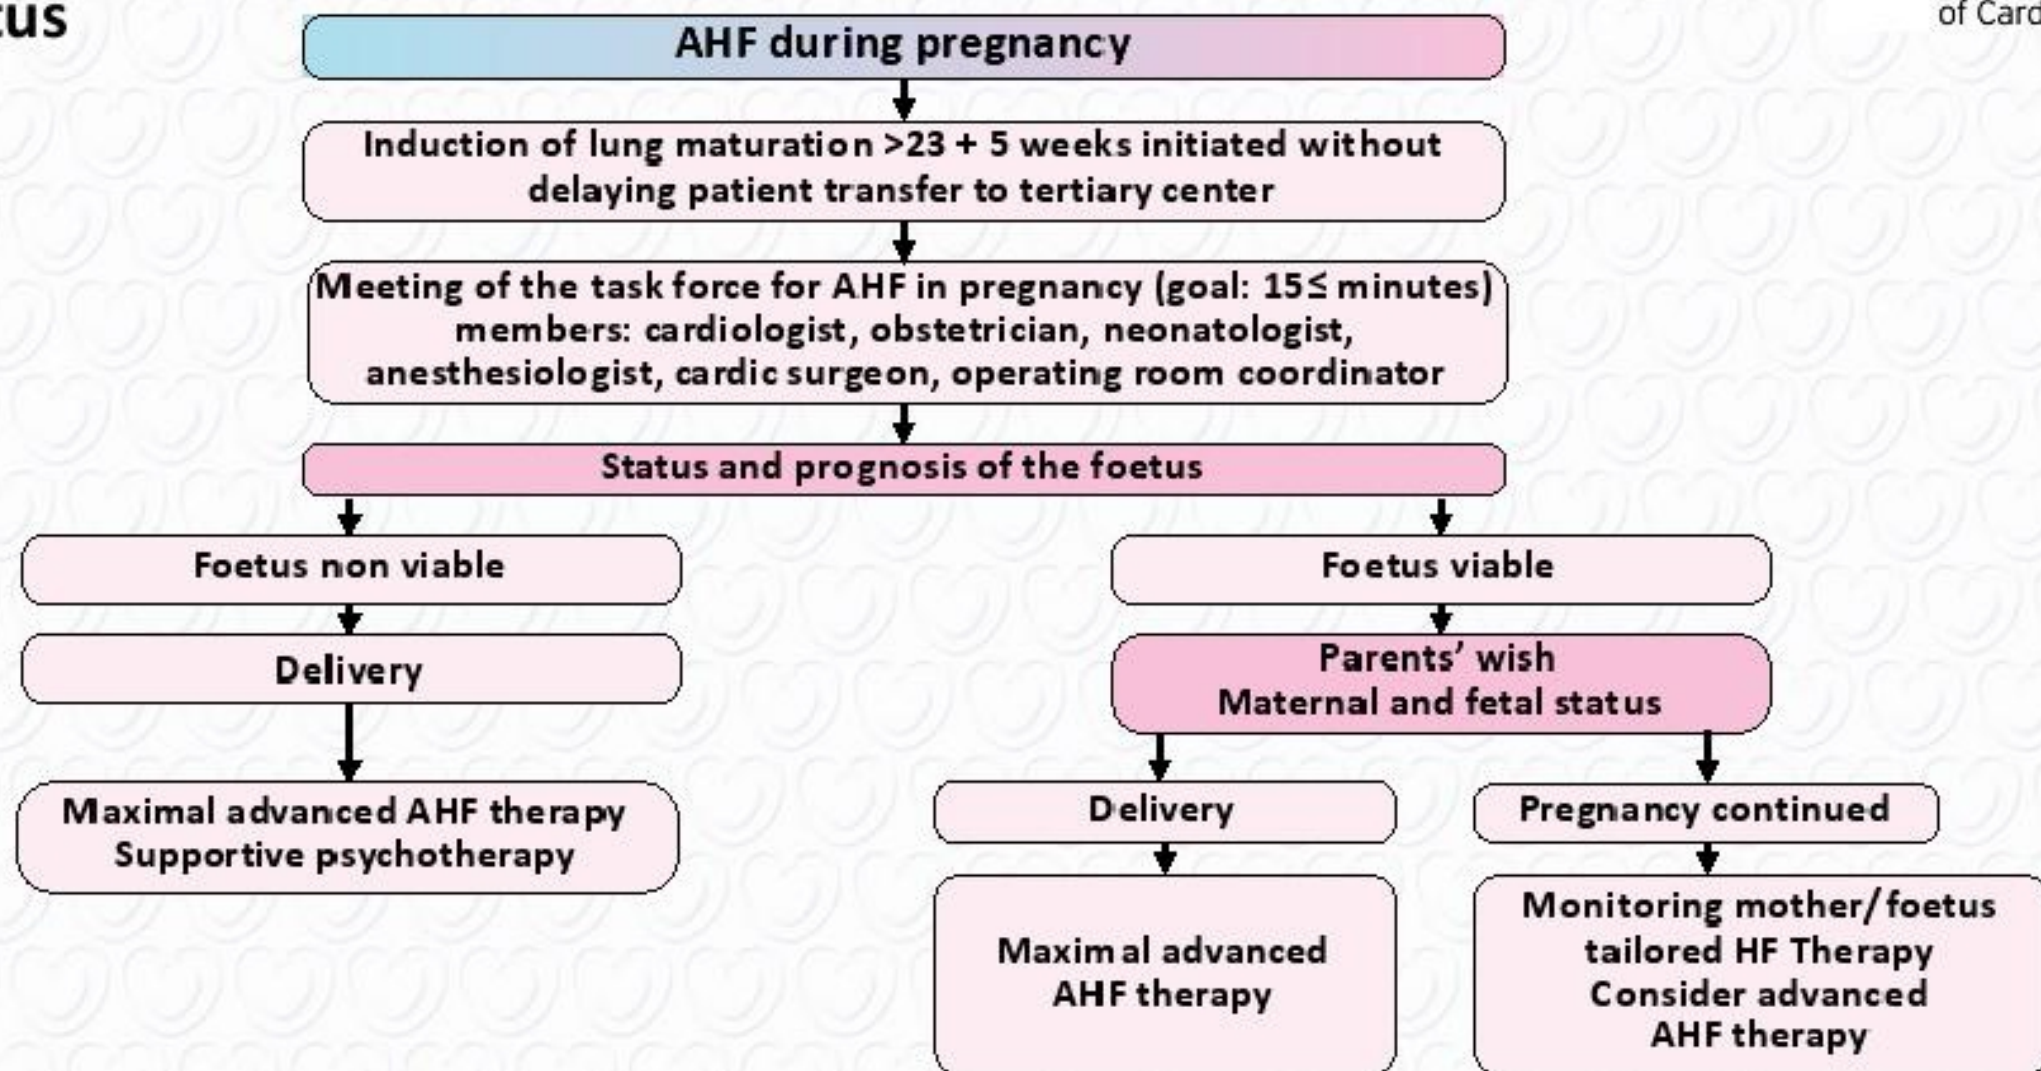 tus
of Card
AHF during pregnancy
Induction of lung maturation >23 + 5 weeks initiated without
delaying patient transfer to tertiary center
Meeting of the task force for AHF in pregnancy (goal: 15≤ minutes)
members: cardiologist, obstetrician, neonatologist,
anesthesiologist, cardic surgeon, operating room coordinator
Status and prognosis of the foetus
Foetus non viable
Foetus viable
Delivery
Parents’ wish
Maternal and fetal status
Maximal advanced AHF therapy
Supportive psychotherapy
Delivery
Pregnancy continued
Maximal advanced
AHF therapy
Monitoring mother/foetus
tailored HF Therapy
Consider advanced
AHF therapy